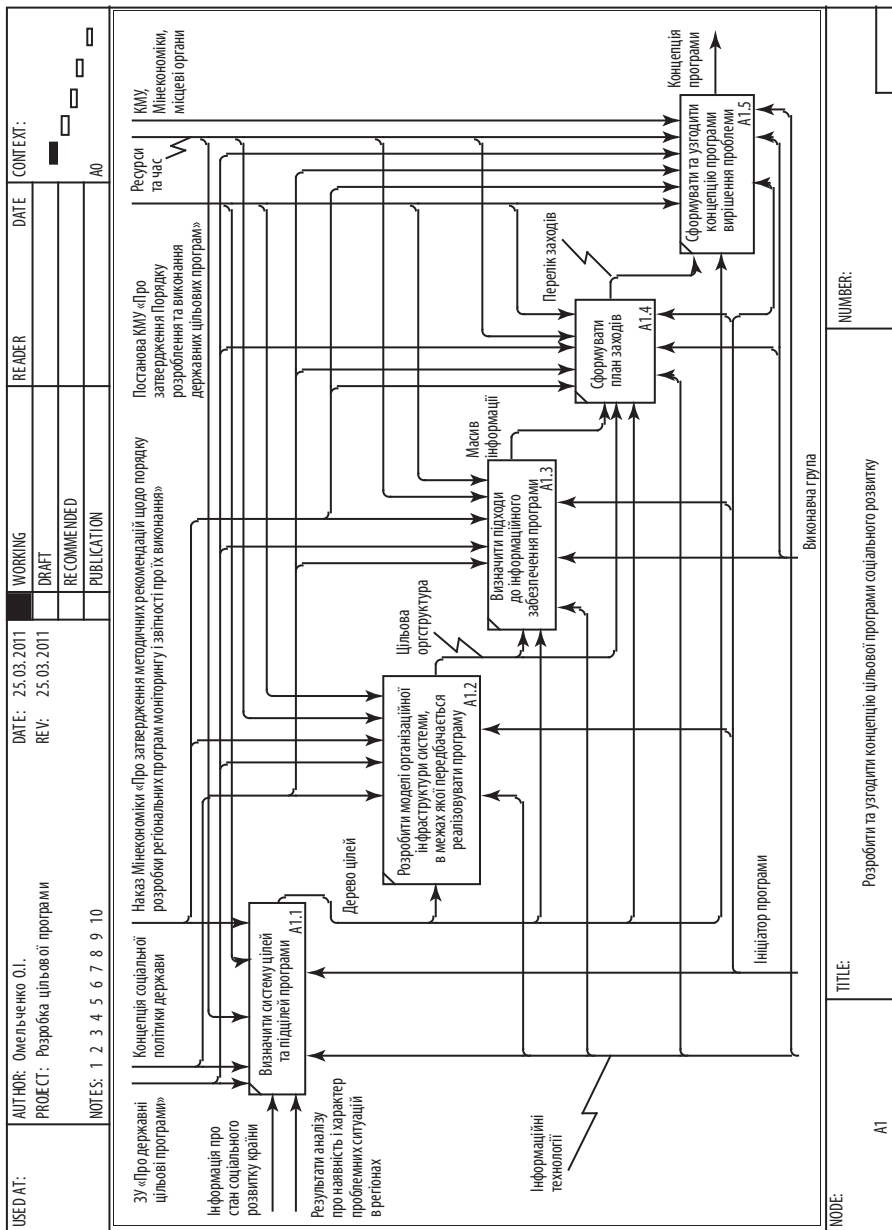 USED AT:
AUTHOR: Омельченко О.І.
PROJECT: Розробка цільової програми
NOTES: 1 2 3 4 5 6 7 8 9 10
DATE: 25.03.2011
REV: 25.03.2011
WORKING
DRAFT
RECOMMENDED
PUBLICATION
READER
DATE
CONTEXT:
A0
ЗУ «Про державні
цільові програми»
Концепція соціальної
політики держави
Наказ Мінекономіки «Про затвердження методичних рекомендацій щодо порядку
розробки регіональних програм моніторингу і звітності про їх виконання»
Постанова КМУ «Про
затвердження Порядку
розроблення та виконання
державних цільових програм»
Ресурси
та час
КМУ,
Мінекономіки,
місцеві органи
Інформація про
стан соціального
розвитку країни
Результати аналізу
про наявність і характер
проблемних ситуацій
в регіонах
Визначити систему цілей
та підцілей програми
A1.1
Дерево цілей
Розробити моделі організаційної
інфраструктури системи,
в межах якої передбачається
реалізовувати програму
A1.2
Цільова
оргструктура
Визначити підходи
до інформаційного
забезпечення програми
A1.3
Масив
інформації
Сформувати
план заходів
A1.4
Перелік заходів
Сформувати та узгодити
концепцію програми
вирішення проблеми
A1.5
Концепція
програми
Інформаційні
технології
Ініціатор програми
Виконавча група
NODE:
A1
TITLE:
Розробити та узгодити концепцію цільової програми соціального розвитку
NUMBER: